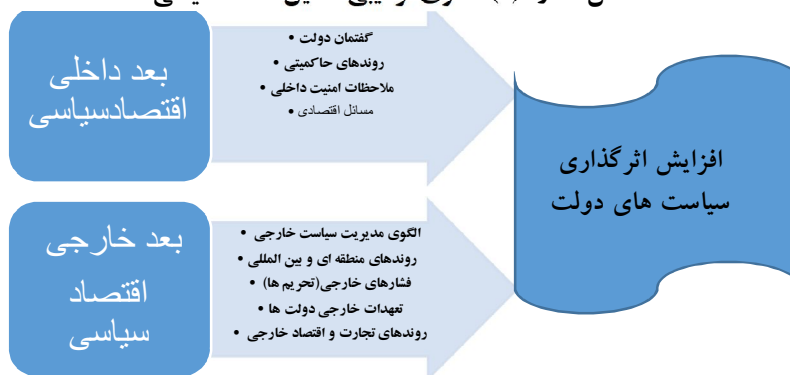 بعد داخلی
اقتصادسیاسی
گفتمان دولت •
روندهای حاکمیتی •
ملاحظات امنیت داخلی •
مسائل اقتصادی •
افزایش اثرگذاری
سیاست های دولت
بعد خارجی
اقتصاد
سیاسی
الگوی مدیریت سیاست خارجی •
روندهای منطقه ای و بین المللی •
فشارهای خارجی(تحریم ها) •
تعهدات خارجی دولت ها •
روندهای تجارت و اقتصاد خارجی •